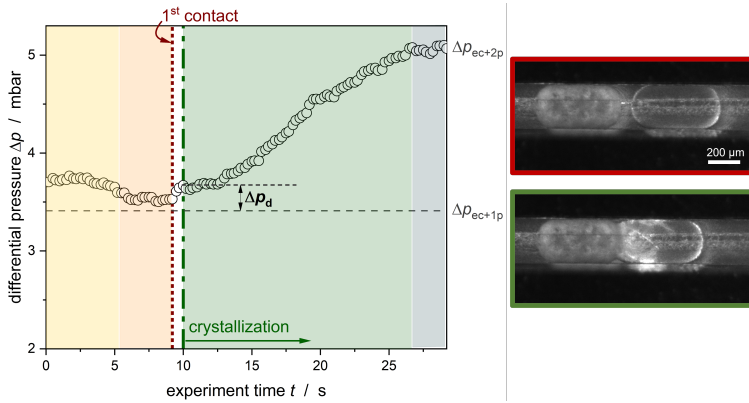 1st contact
differential pressure Δp / mbar
5
4
3
2
Δpec+2p
Δpd
Δpec+1p
crystallization
0
5
10
15
20
25
experiment time t / s
200 µm